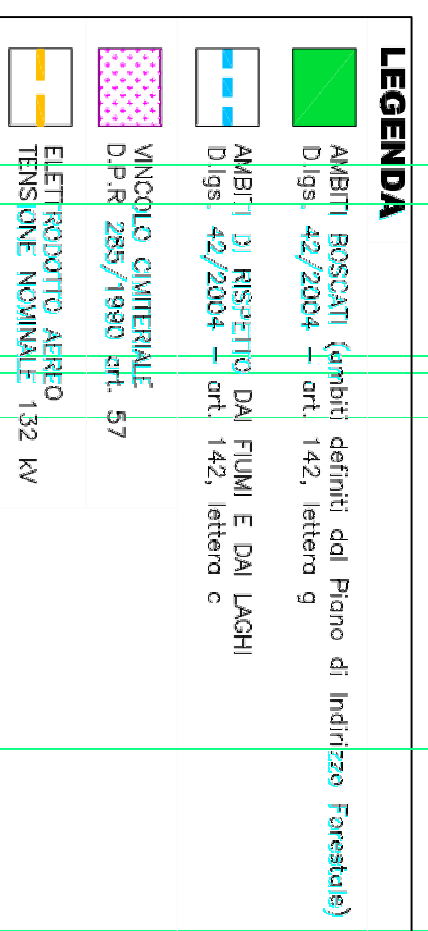 LEGENDA
AMBITI BOSCATI (ambiti definiti dal Piano di Indirizzo Forestale)
D.lgs. 42/2004 – art. 142, lettera g
AMBITI DI RISPETTO DAI FIUMI E DAI LAGHI
D.lgs. 42/2004 – art. 142, lettera c
VINCOLO CIMITERIALE
D.P.R. 285/1990 art. 57
ELETTRODOTTO AEREO
TENSIONE NOMINALE 132 kV